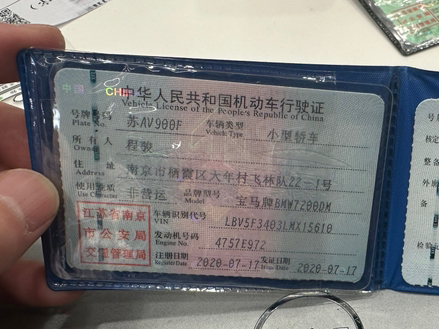 中国 CHN
中华人民共和国机动车行驶证
Vehicle License of the People's Republic of China
号牌号码 苏AV900F 车辆类型 小型轿车
Plate No. Vehicle Type
所有人 程骏
Owner
住址 南京市栖霞区大年村飞林队22-1号
Address
使用性质 非营运 品牌型号 宝马牌BMW7200DM
Use Character Model
江苏省南京市公安局交通管理局
车辆识别代号 LBV5F3403LMX15610
VIN
发动机号码 4757E972
Engine No.
注册日期 2020-07-17 发证日期 2020-07-17
Register Date Issue Date